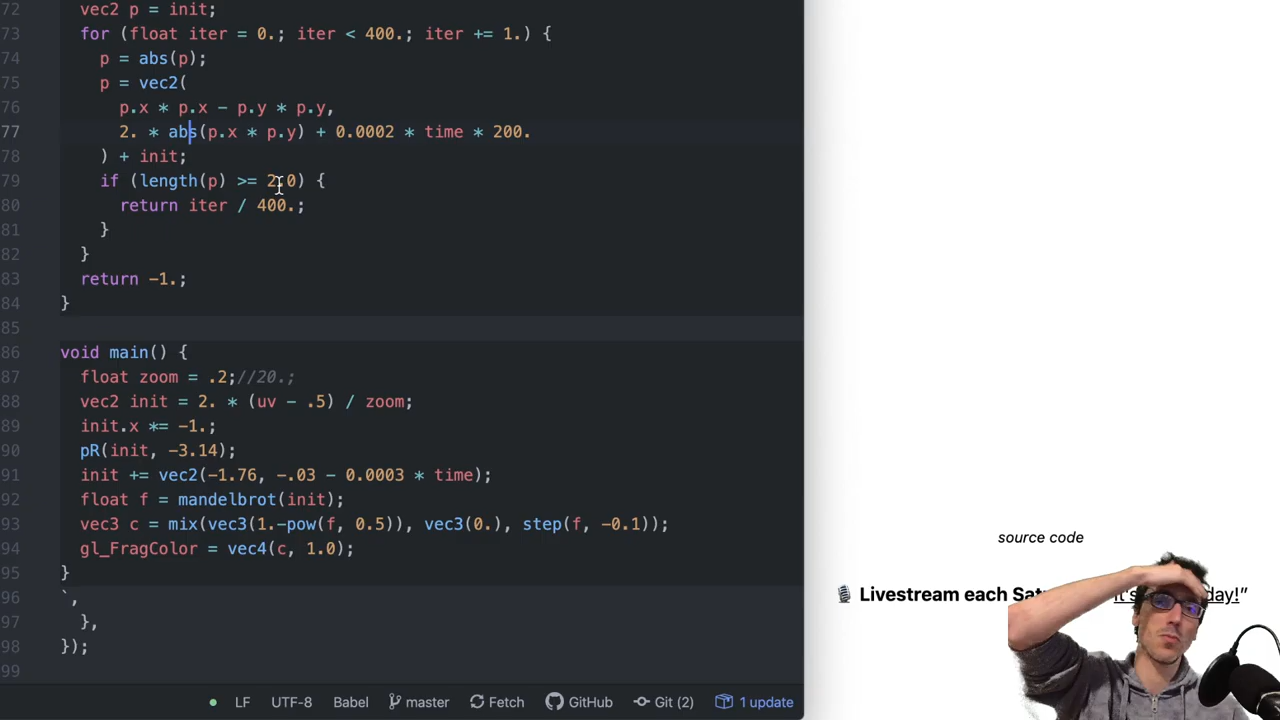 72 vec2 p = init;
73 for (float iter = 0.; iter < 400.; iter += 1.) {
74 p = abs(p);
75 p = vec2(
76 p.x * p.x - p.y * p.y,
77 2. * abs(p.x * p.y) + 0.0002 * time * 200.
78 ) + init;
79 if (length(p) >= 2.0) {
80 return iter / 400.;
81 }
82 }
83 return -1.;
84 }
85
86 void main() {
87 float zoom = .2;//20.;
88 vec2 init = 2. * (uv - .5) / zoom;
89 init.x *= -1.;
90 pR(init, -3.14);
91 init += vec2(-1.76, -.03 - 0.0003 * time);
92 float f = mandelbrot(init);
93 vec3 c = mix(vec3(1.-pow(f, 0.5)), vec3(0.), step(f, -0.1));
94 gl_FragColor = vec4(c, 1.0);
95 }
96 `,
97 },
98 });
99
LF UTF-8 Babel master Fetch GitHub Git (2) 1 update
source code
Livestream each